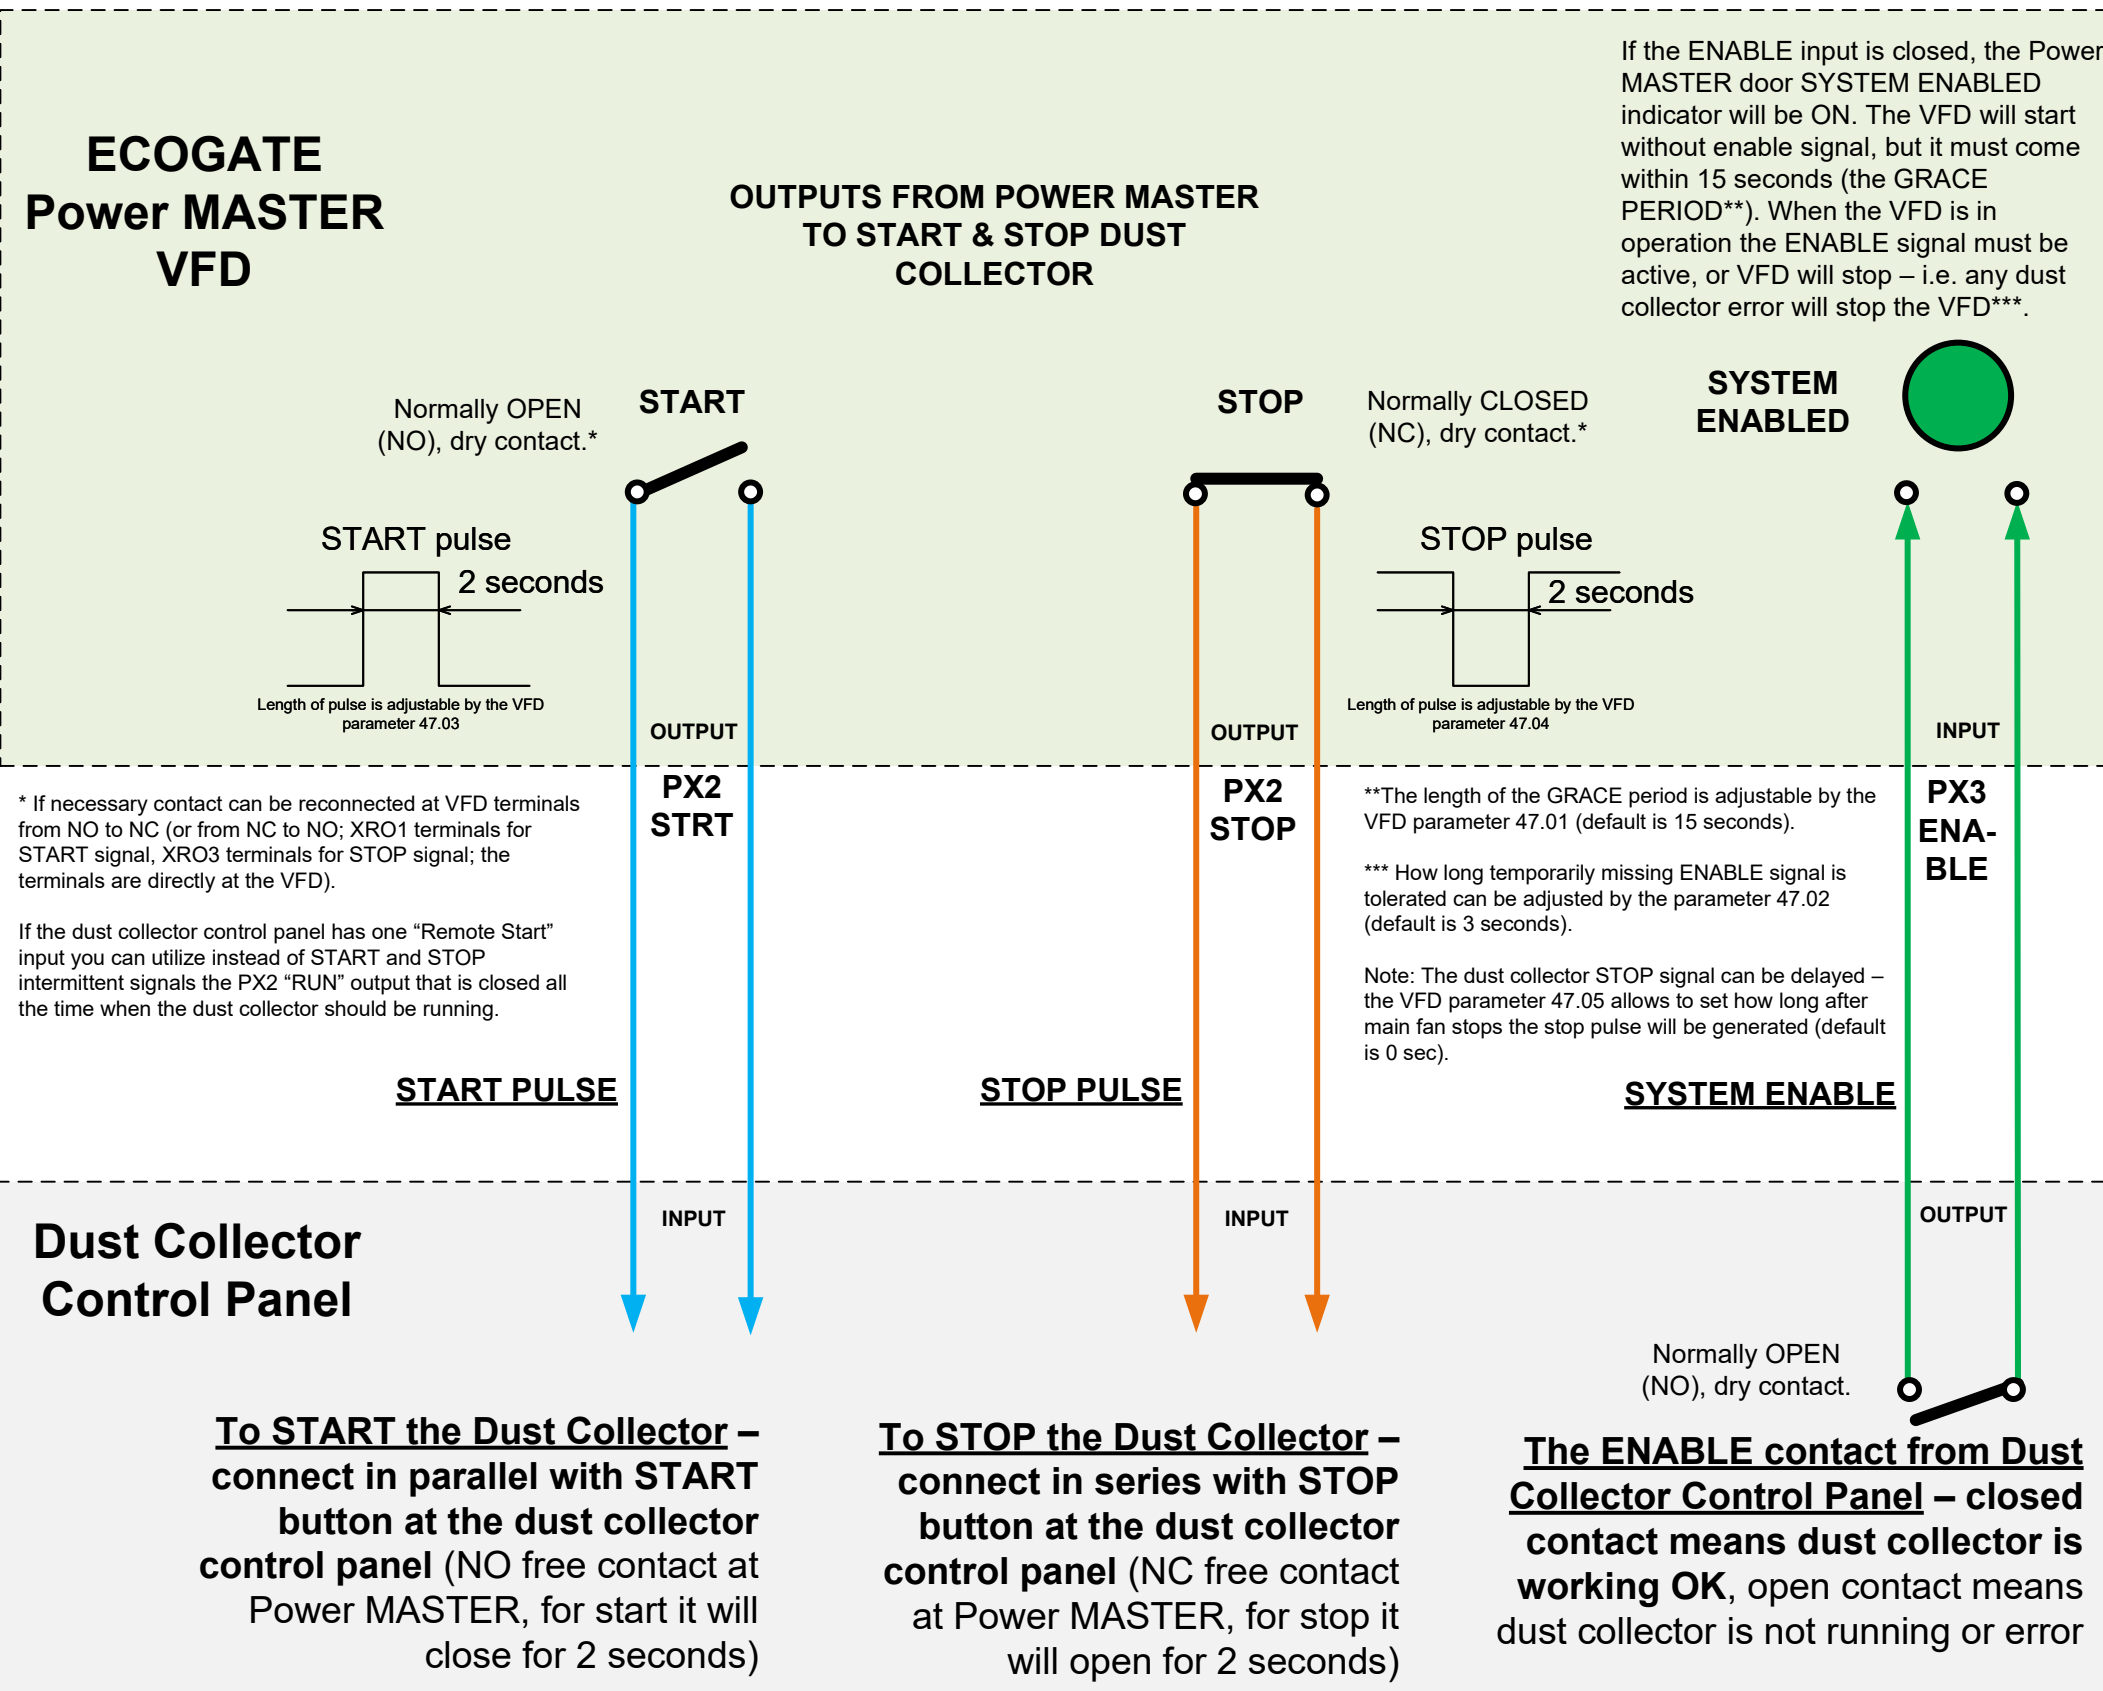 ECOGATE
Power MASTER
VFD
OUTPUTS FROM POWER MASTER
TO START & STOP DUST
COLLECTOR
If the ENABLE input is closed, the Power
MASTER door SYSTEM ENABLED
indicator will be ON. The VFD will start
without enable signal, but it must come
within 15 seconds (the GRACE
PERIOD**). When the VFD is in
operation the ENABLE signal must be
active, or VFD will stop – i.e. any dust
collector error will stop the VFD***.
Normally OPEN
(NO), dry contact.*
START
STOP
Normally CLOSED
(NC), dry contact.*
SYSTEM
ENABLED
START pulse
2 seconds
Length of pulse is adjustable by the VFD
parameter 47.03
STOP pulse
2 seconds
Length of pulse is adjustable by the VFD
parameter 47.04
OUTPUT
OUTPUT
INPUT
PX2
STRT
PX2
STOP
PX3
ENA-
BLE
* If necessary contact can be reconnected at VFD terminals
from NO to NC (or from NC to NO; XRO1 terminals for
START signal, XRO3 terminals for STOP signal; the
terminals are directly at the VFD).
If the dust collector control panel has one “Remote Start”
input you can utilize instead of START and STOP
intermittent signals the PX2 “RUN” output that is closed all
the time when the dust collector should be running.
**The length of the GRACE period is adjustable by the
VFD parameter 47.01 (default is 15 seconds).
*** How long temporarily missing ENABLE signal is
tolerated can be adjusted by the parameter 47.02
(default is 3 seconds).
Note: The dust collector STOP signal can be delayed –
the VFD parameter 47.05 allows to set how long after
main fan stops the stop pulse will be generated (default
is 0 sec).
START PULSE
STOP PULSE
SYSTEM ENABLE
Dust Collector
Control Panel
INPUT
INPUT
OUTPUT
Normally OPEN
(NO), dry contact.
To START the Dust Collector –
connect in parallel with START
button at the dust collector
control panel (NO free contact at
Power MASTER, for start it will
close for 2 seconds)
To STOP the Dust Collector –
connect in series with STOP
button at the dust collector
control panel (NC free contact
at Power MASTER, for stop it
will open for 2 seconds)
The ENABLE contact from Dust
Collector Control Panel – closed
contact means dust collector is
working OK, open contact means
dust collector is not running or error